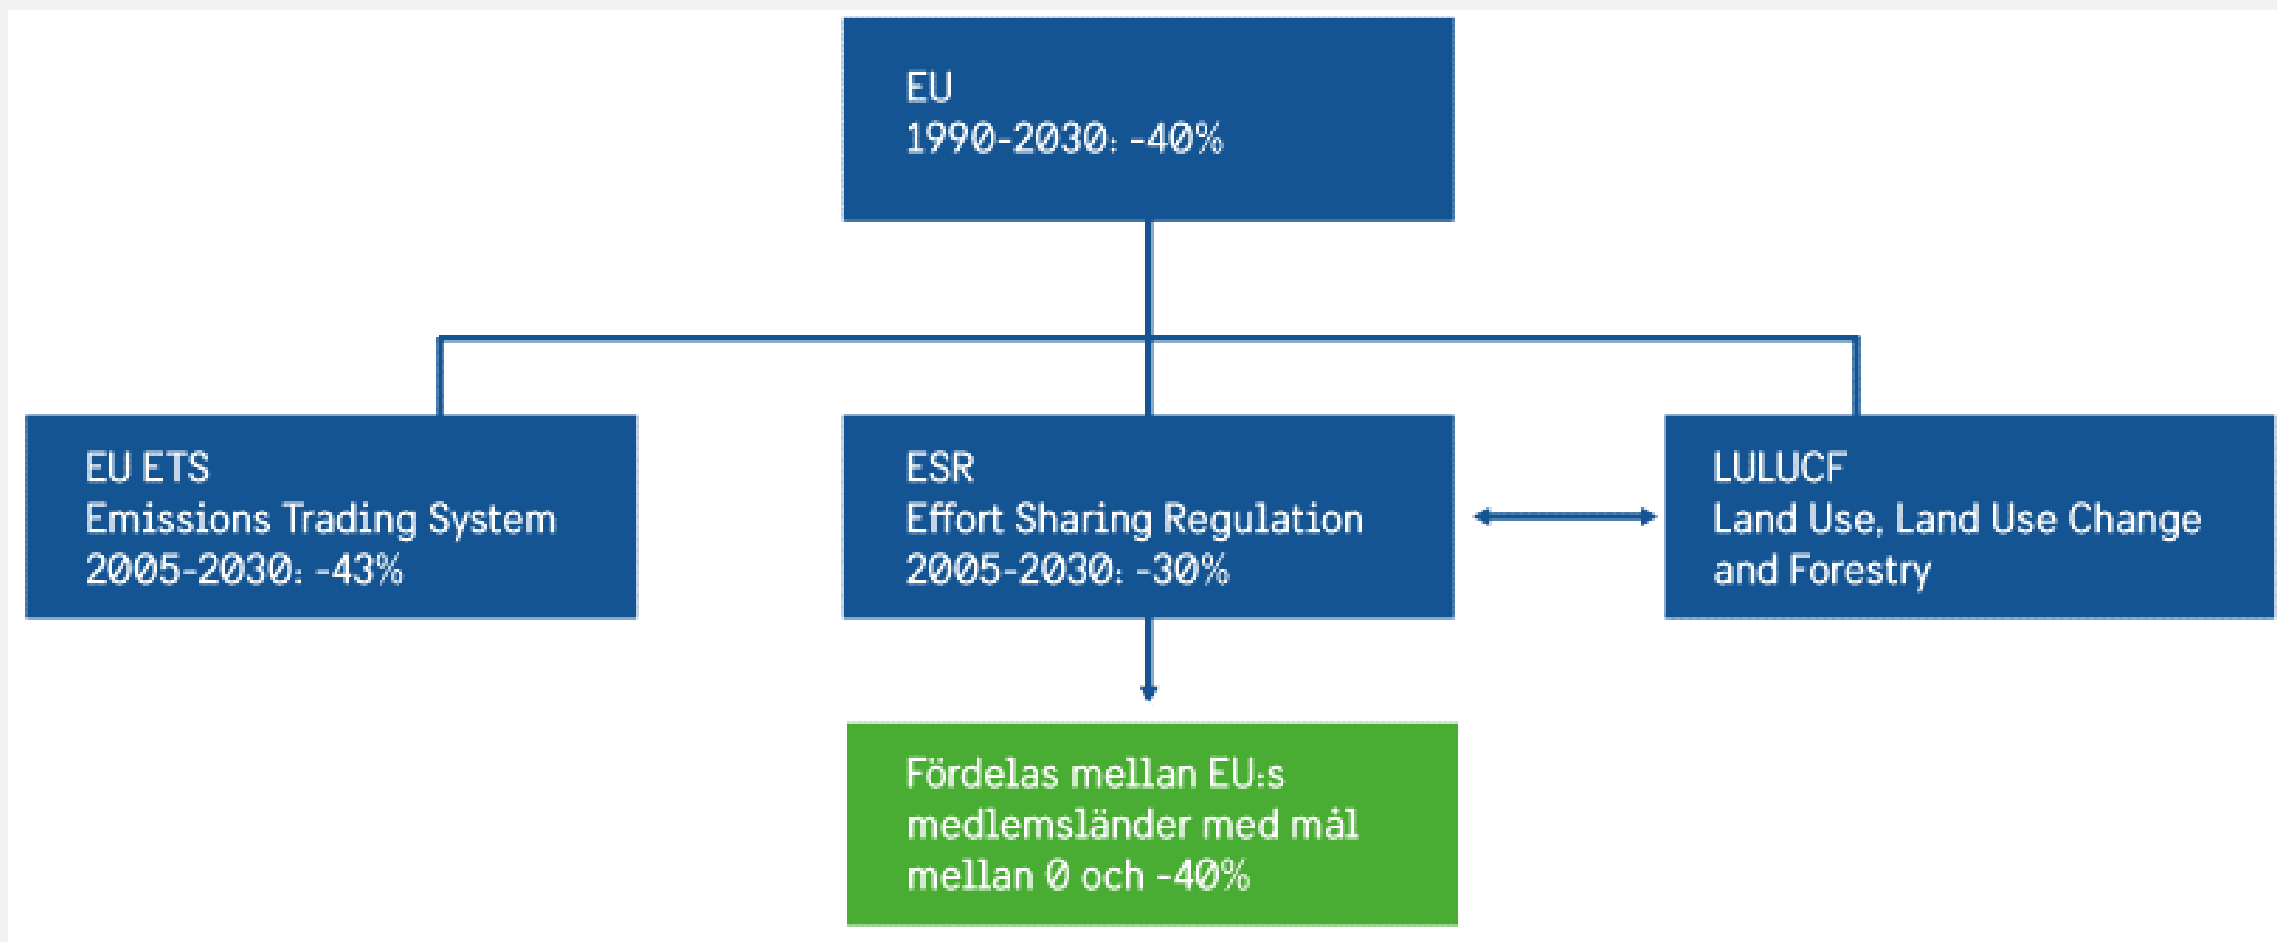 EU
1990-2030: -40%
EU ETS
Emissions Trading System
2005-2030: -43%
ESR
Effort Sharing Regulation
2005-2030: -30%
LULUCF
Land Use, Land Use Change
and Forestry
Fördelas mellan EU:s
medlemsländer med mål
mellan 0 och -40%